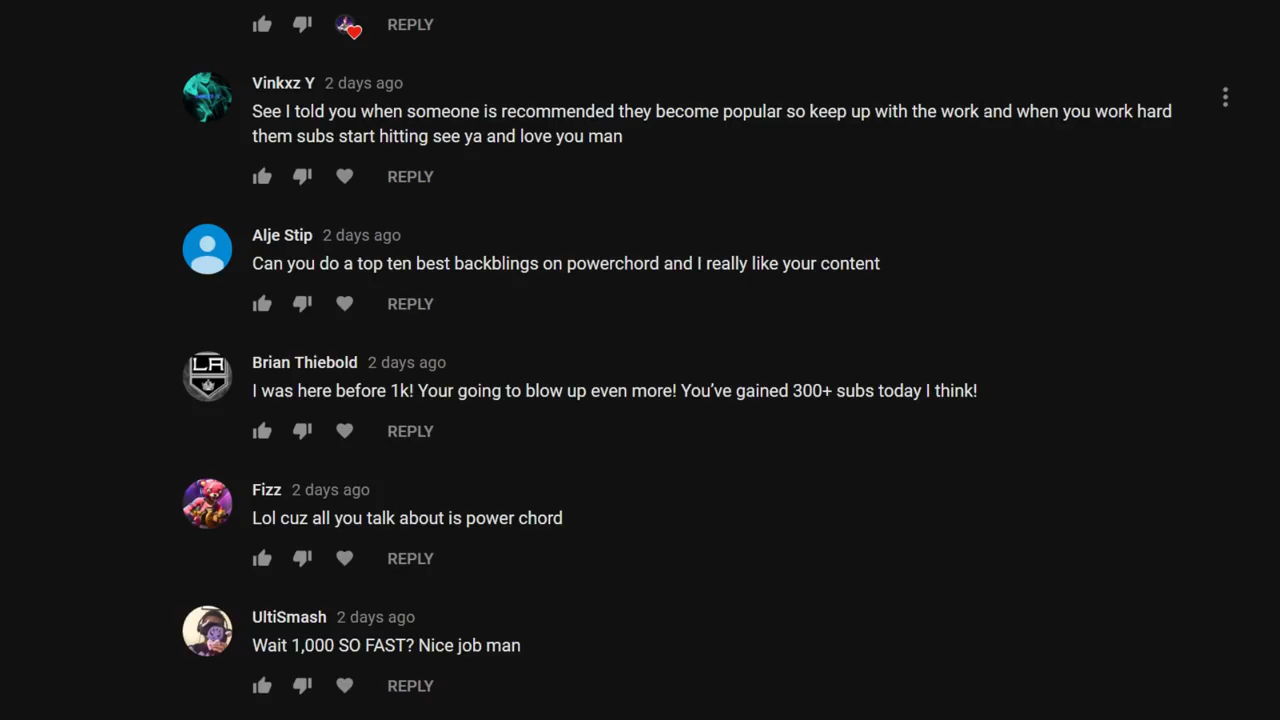 REPLY
Vinkxz Y 2 days ago
See I told you when someone is recommended they become popular so keep up with the work and when you work hard
them subs start hitting see ya and love you man
REPLY
Alje Stip 2 days ago
Can you do a top ten best backblings on powerchord and I really like your content
REPLY
LA
Brian Thiebold 2 days ago
I was here before 1k! Your going to blow up even more! You’ve gained 300+ subs today I think!
REPLY
Fizz 2 days ago
Lol cuz all you talk about is power chord
REPLY
UltiSmash 2 days ago
Wait 1,000 SO FAST? Nice job man
REPLY